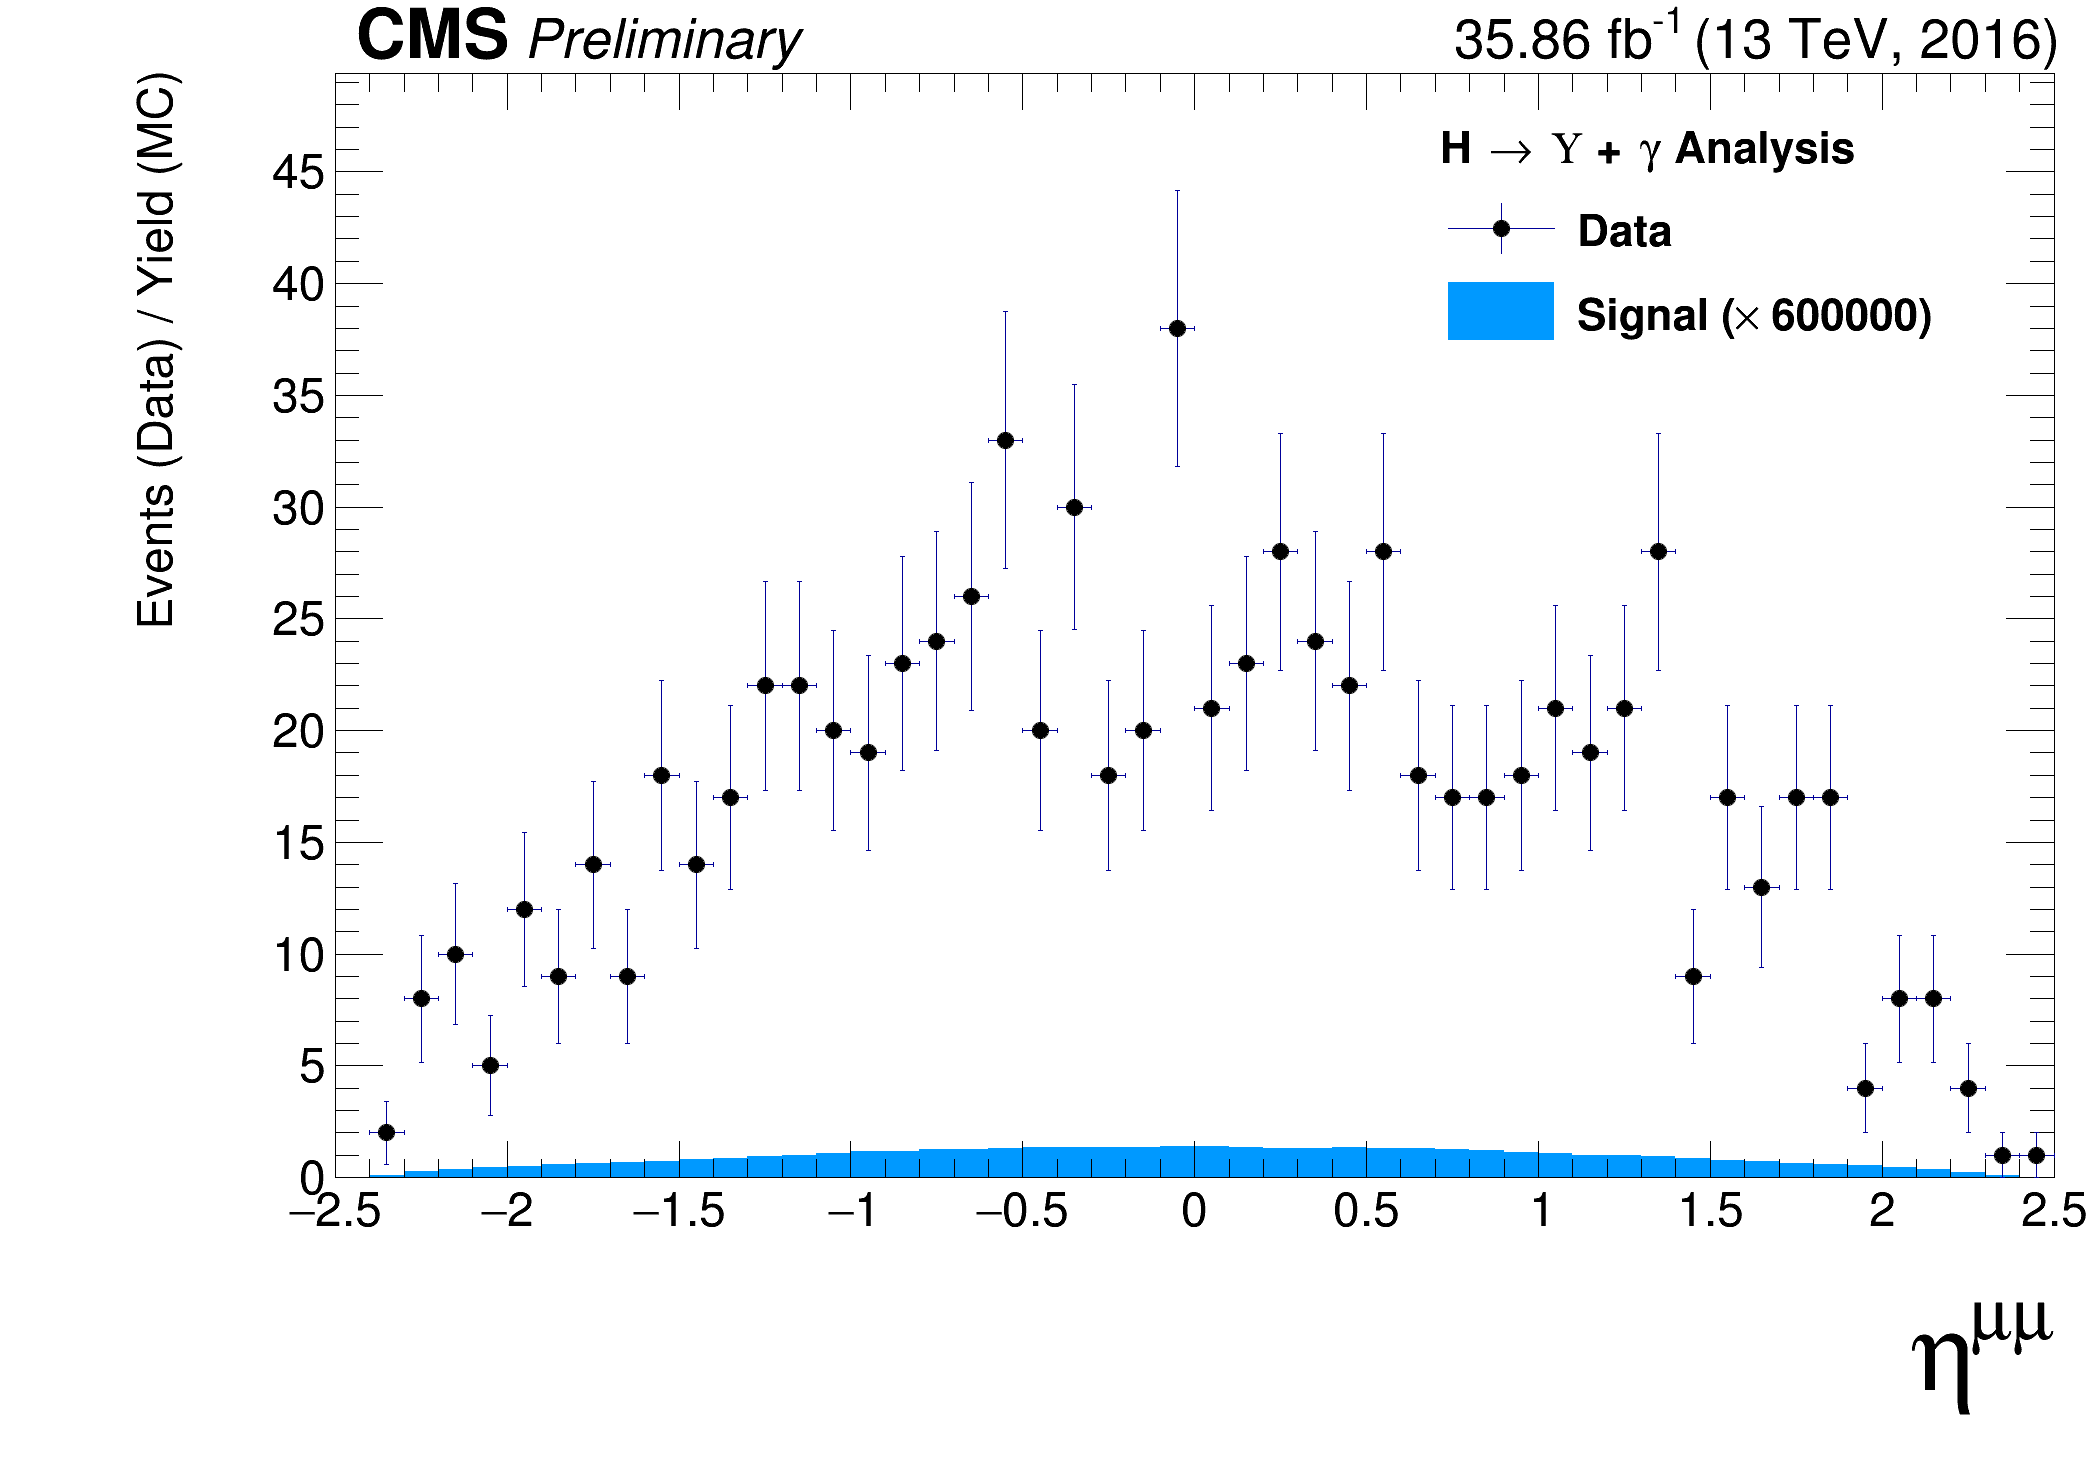 CMS Preliminary
35.86 fb⁻¹ (13 TeV, 2016)
Events (Data) / Yield (MC)
H → ϒ + γ Analysis
Data
Signal (× 600000)
45
40
35
30
25
20
15
10
5
0
−2.5 −2 −1.5 −1 −0.5 0 0.5 1 1.5 2 2.5
η^μμ